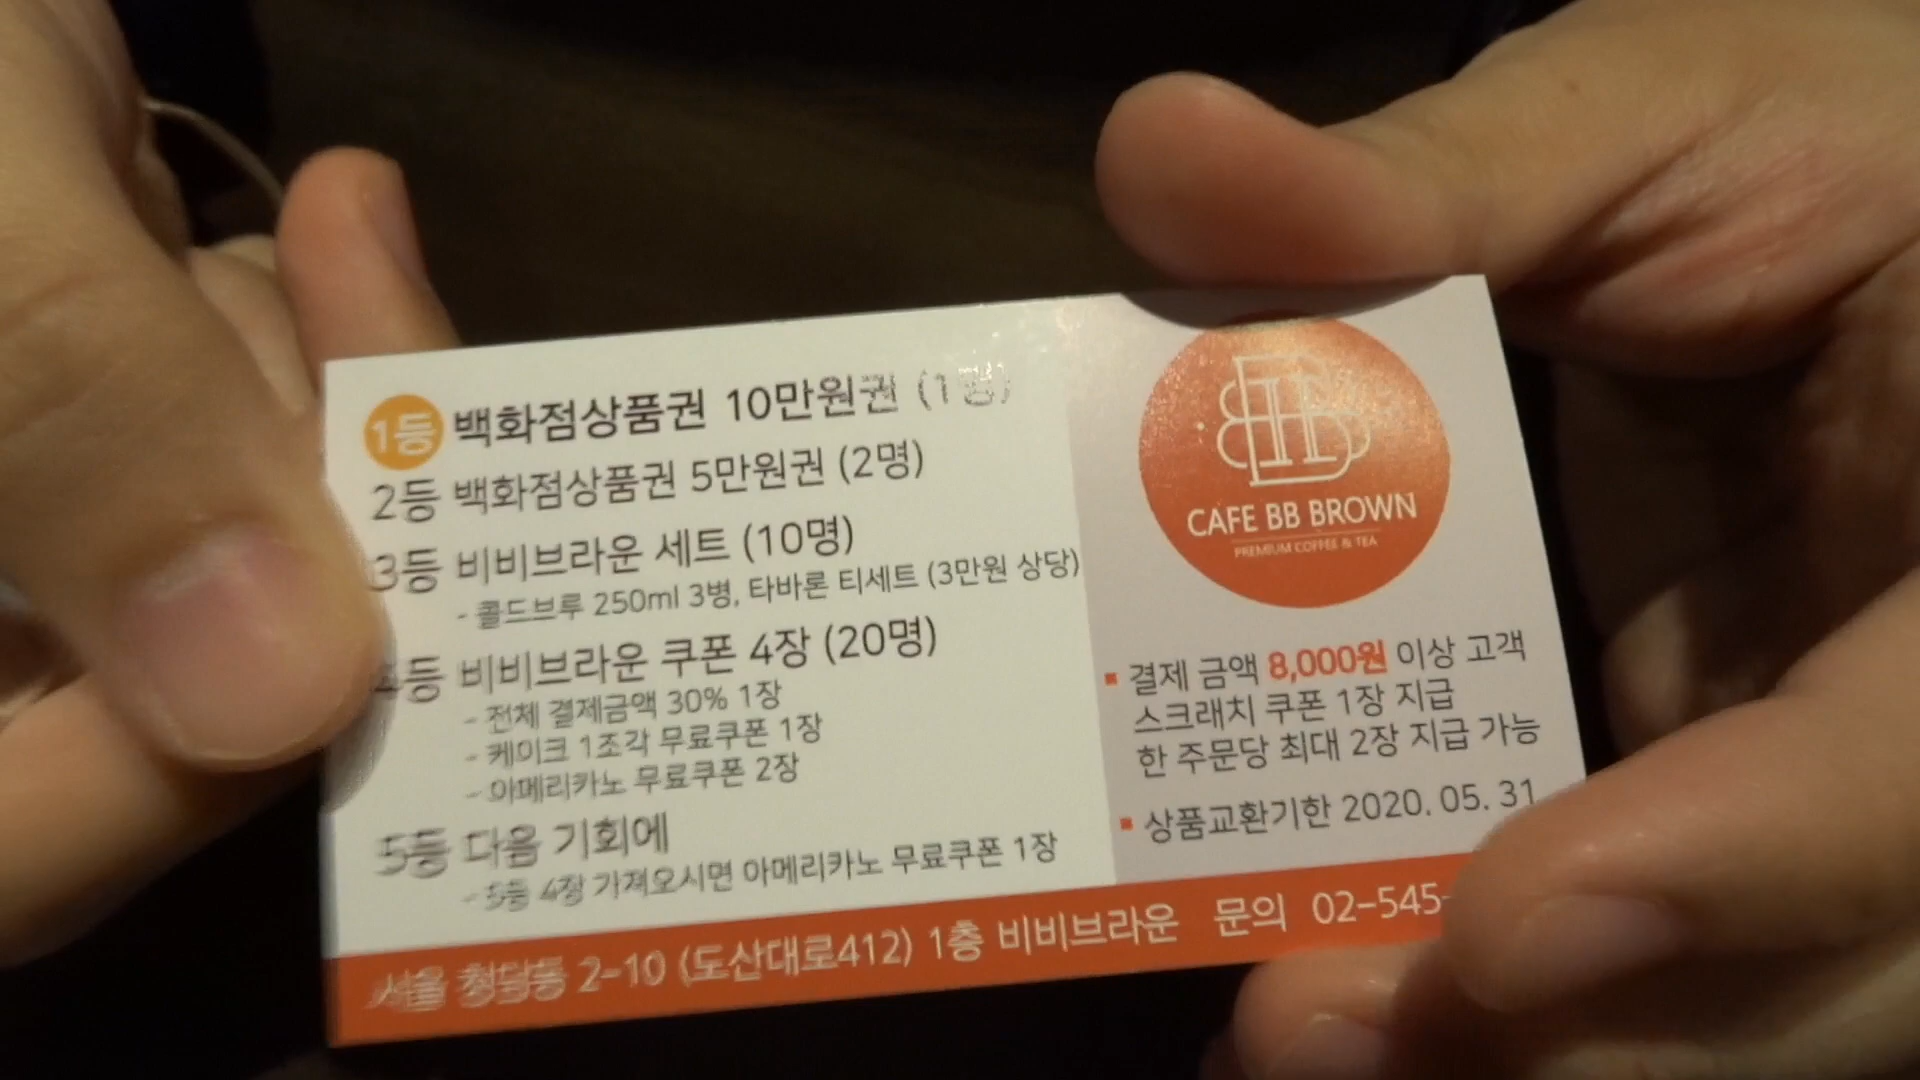 1등 백화점상품권 10만원권 (1명)
2등 백화점상품권 5만원권 (2명)
3등 비비브라운 세트 (10명)
- 콜드브루 250ml 3병, 타바론 티세트 (3만원 상당)
4등 비비브라운 쿠폰 4장 (20명)
- 전체 결제금액 30% 1장
- 케이크 1조각 무료쿠폰 1장
- 아메리카노 무료쿠폰 2장
5등 다음 기회에
- 5등 4장 가져오시면 아메리카노 무료쿠폰 1장
CAFE BB BROWN
PREMIUM COFFEE & TEA
▪ 결제 금액 8,000원 이상 고객
스크래치 쿠폰 1장 지급
한 주문당 최대 2장 지급 가능
▪ 상품교환기한 2020. 05. 31
서울 청담동 2-10 (도산대로412) 1층 비비브라운 문의 02-545-